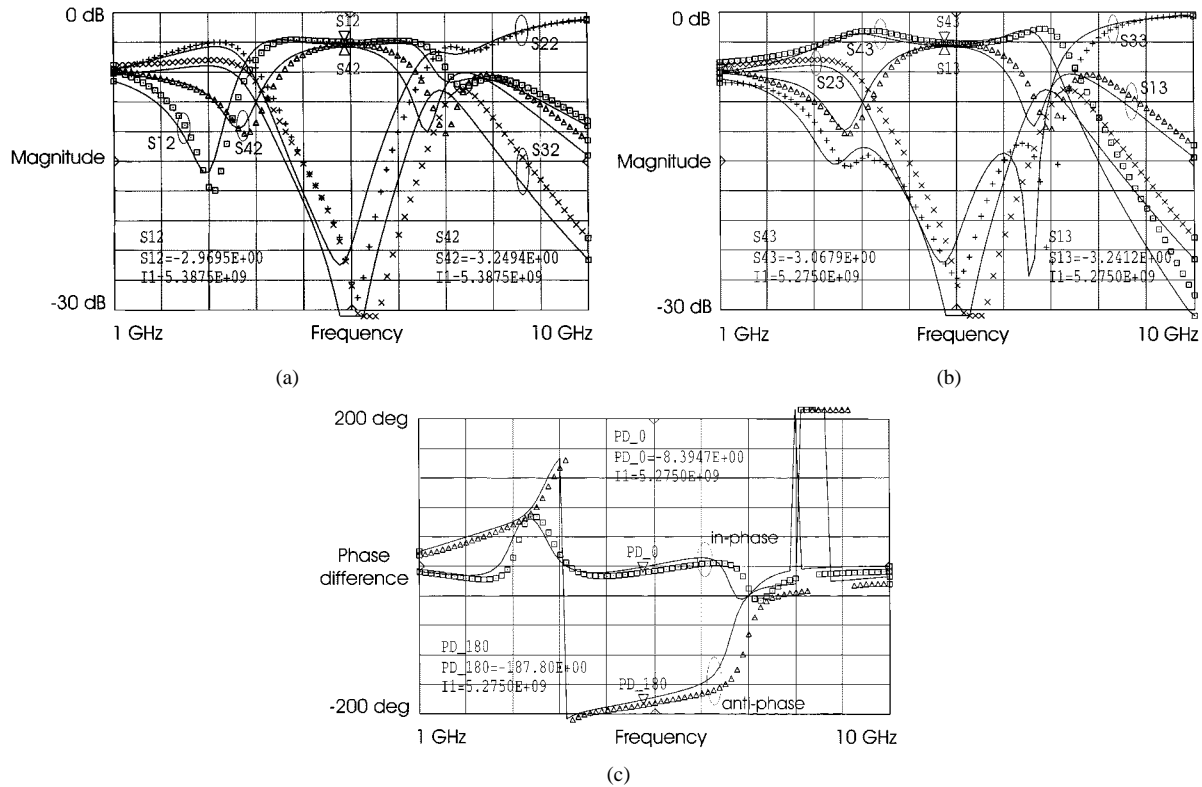 0 dB
S12
S42
S22
S12
S42
S32
Magnitude
S12
S12=-2.9695E+00
I1=5.3875E+09
S42
S42=-3.2494E+00
I1=5.3875E+09
-30 dB
1 GHz
Frequency
10 GHz
(a)
0 dB
S43
S13
S43
S33
S23
S13
Magnitude
S43
S43=-3.0679E+00
I1=5.2750E+09
S13
S13=-3.2412E+00
I1=5.2750E+09
-30 dB
1 GHz
Frequency
10 GHz
(b)
200 deg
PD_0
PD_0=-8.3947E+00
I1=5.2750E+09
Phase
difference
PD_0
in-phase
PD_180
PD_180=-187.80E+00
I1=5.2750E+09
PD_180
anti-phase
-200 deg
1 GHz
Frequency
10 GHz
(c)